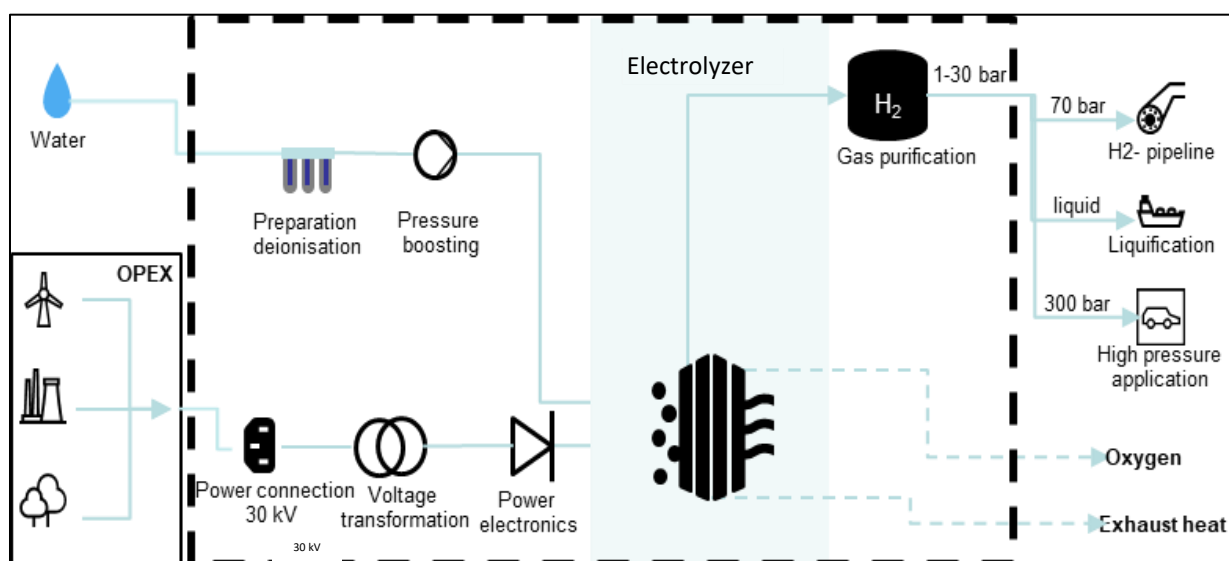 Electrolyzer
1-30 bar
Water
H2
Gas purification
70 bar
H2- pipeline
Preparation
deionisation
Pressure
boosting
liquid
Liquification
OPEX
300 bar
High pressure
application
Power connection
30 kV
Voltage
transformation
Power
electronics
Oxygen
Exhaust heat
30 kV